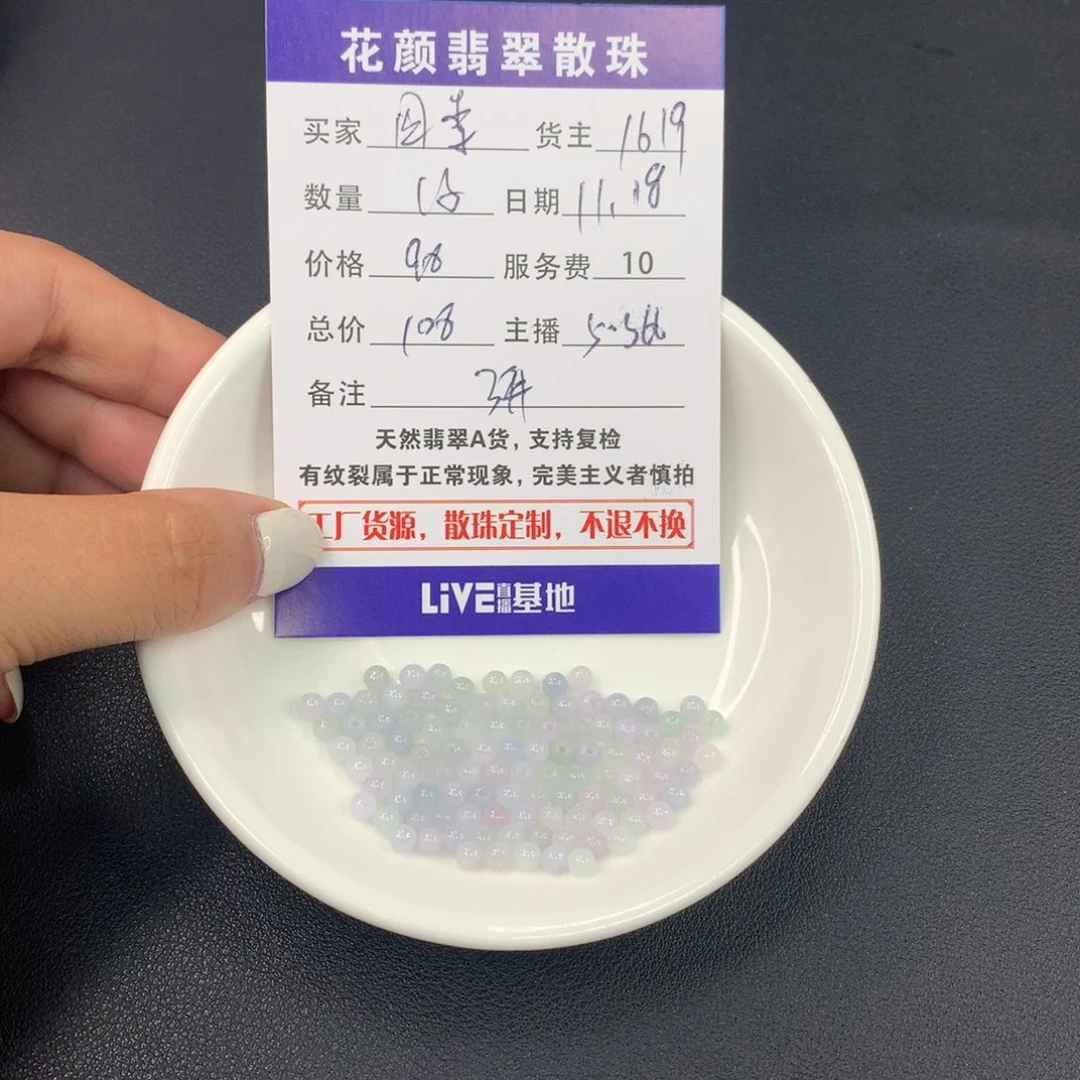 花颜翡翠散珠
买家 货主 1619
数量 日期 11.18
价格 98 服务费 10
总价 108 主播
备注
天然翡翠A货，支持复检
有纹裂属于正常现象，完美主义者慎拍
工厂货源，散珠定制，不退不换
LiVE直播基地